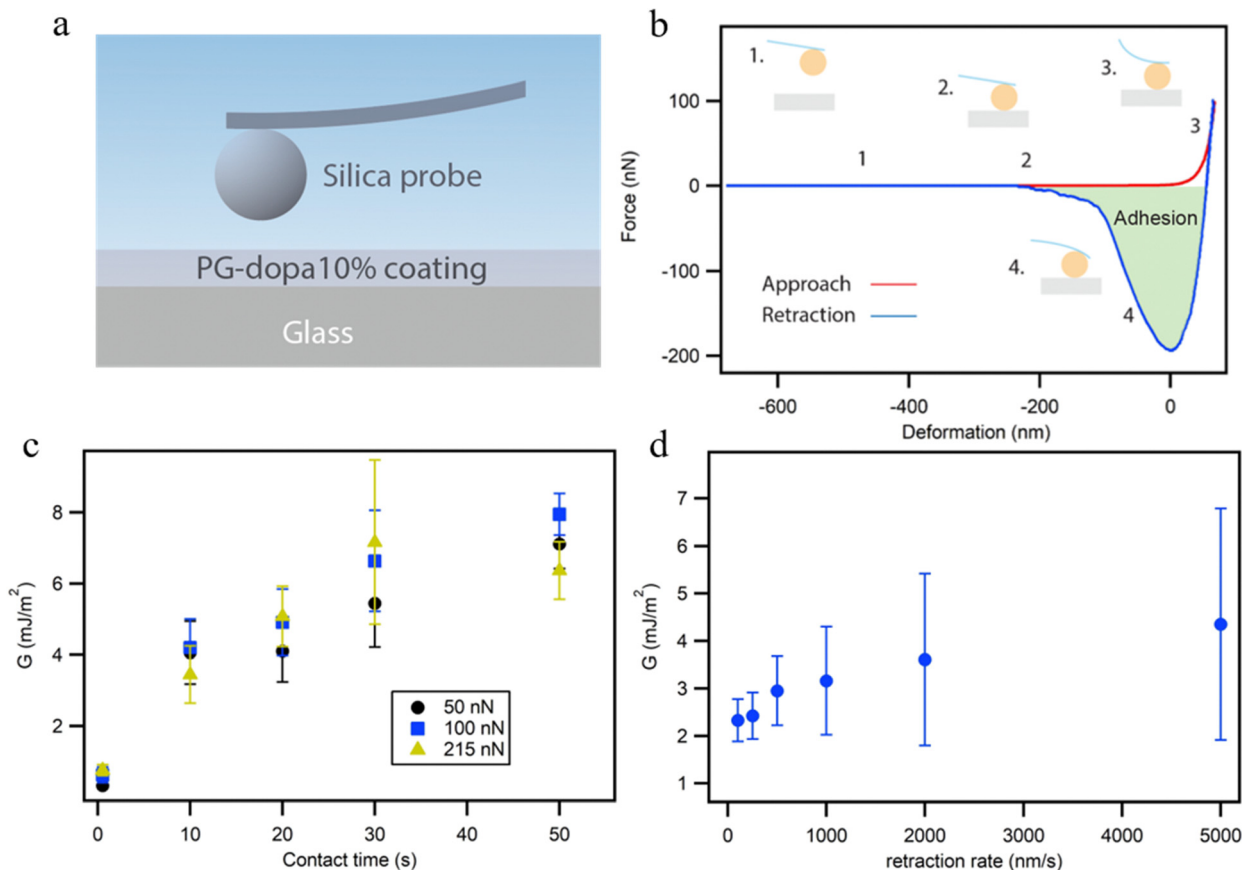 a
Silica probe
PG-dopa10% coating
Glass
b
1.
2.
3.
3
1
2
Adhesion
4.
4
Approach
Retraction
100
0
-100
-200
Force (nN)
-600
-400
-200
0
Deformation (nm)
c
8
6
4
2
G (mJ/m²)
50 nN
100 nN
215 nN
0
10
20
30
40
50
Contact time (s)
d
7
6
5
4
3
2
1
G (mJ/m²)
0
1000
2000
3000
4000
5000
retraction rate (nm/s)